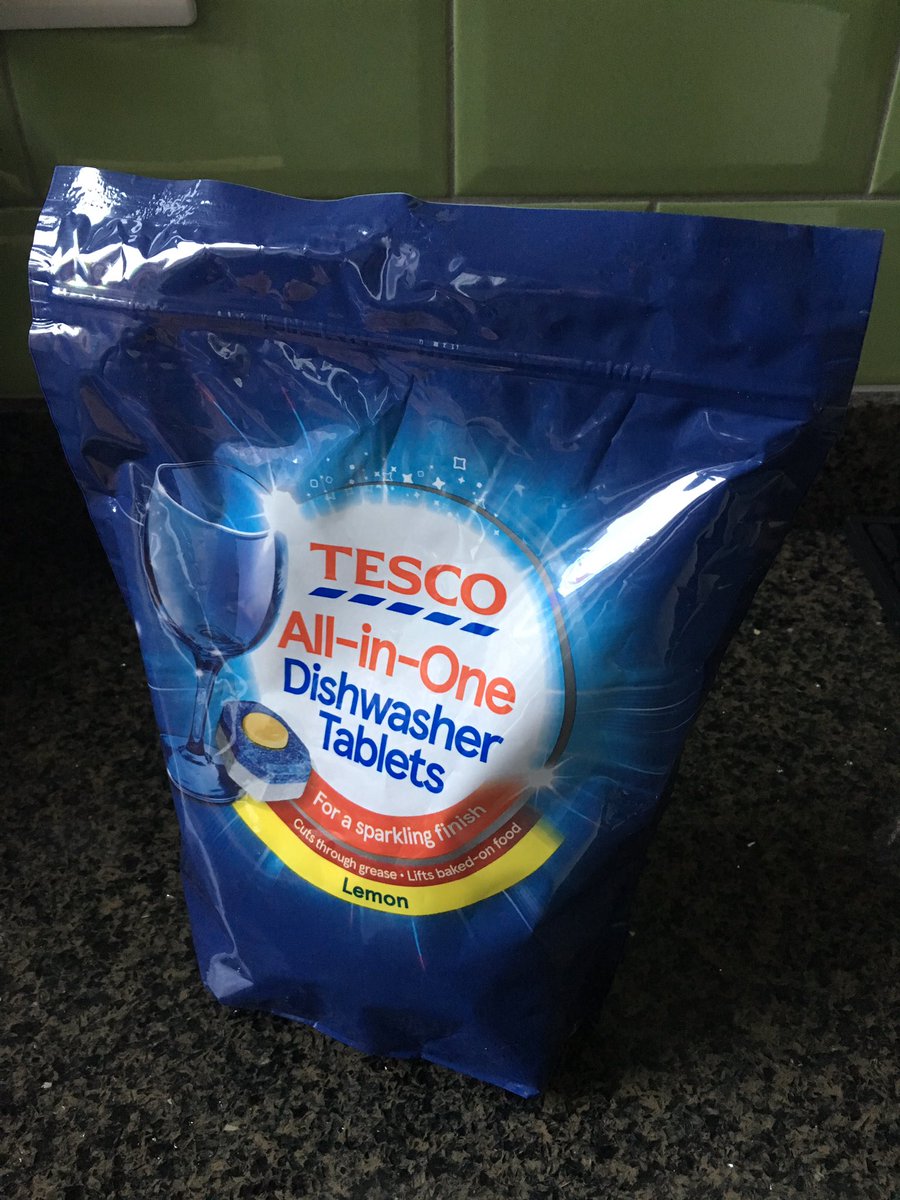 TESCO
All-in-One
Dishwasher
Tablets
For a sparkling finish
Cuts through grease • Lifts baked-on food
Lemon